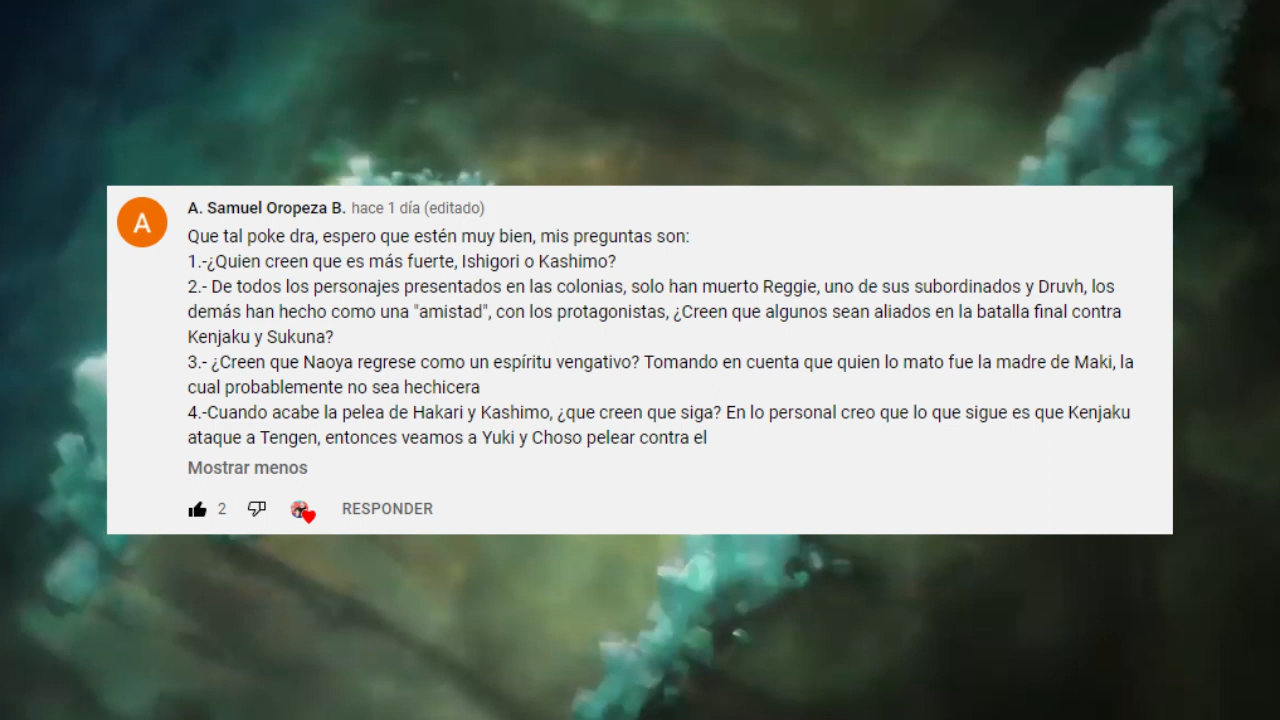 A
A. Samuel Oropeza B. hace 1 día (editado)
Que tal poke dra, espero que estén muy bien, mis preguntas son:
1.-¿Quien creen que es más fuerte, Ishigori o Kashimo?
2.- De todos los personajes presentados en las colonias, solo han muerto Reggie, uno de sus subordinados y Druvh, los
demás han hecho como una "amistad", con los protagonistas, ¿Creen que algunos sean aliados en la batalla final contra
Kenjaku y Sukuna?
3.- ¿Creen que Naoya regrese como un espíritu vengativo? Tomando en cuenta que quien lo mato fue la madre de Maki, la
cual probablemente no sea hechicera
4.-Cuando acabe la pelea de Hakari y Kashimo, ¿que creen que siga? En lo personal creo que lo que sigue es que Kenjaku
ataque a Tengen, entonces veamos a Yuki y Choso pelear contra el
Mostrar menos
2 RESPONDER